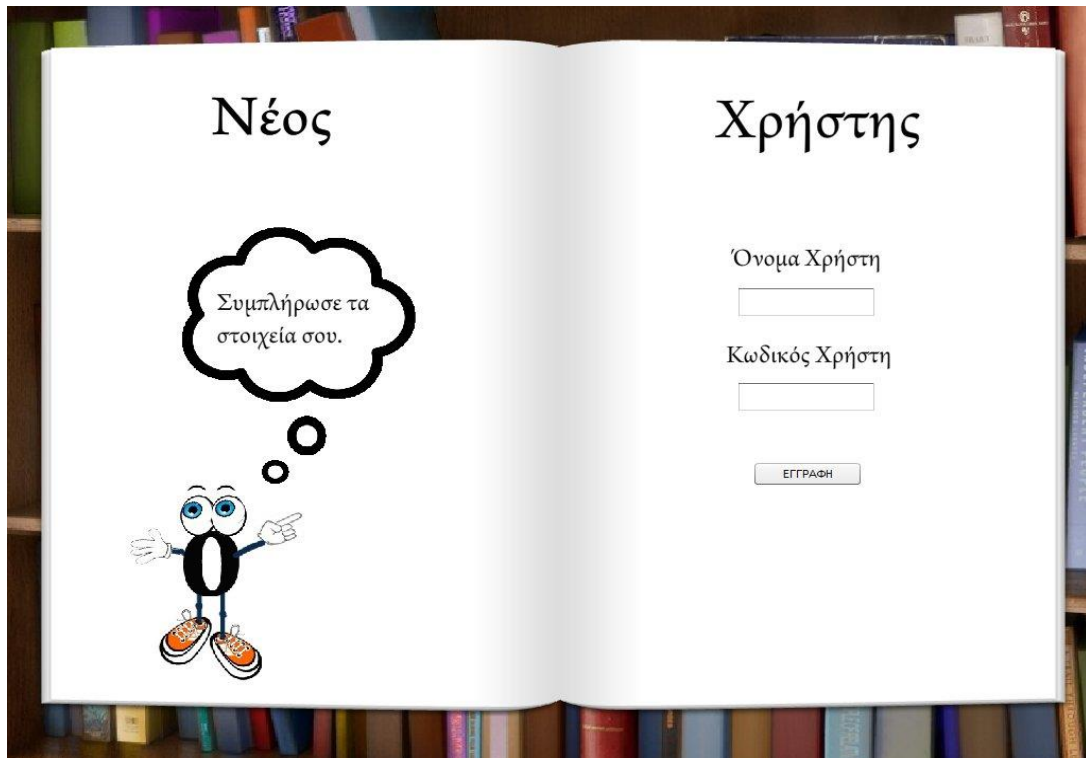 Νέος
Συμπλήρωσε τα
στοιχεία σου.
Χρήστης
Όνομα Χρήστη
Κωδικός Χρήστη
ΕΓΓΡΑΦΗ